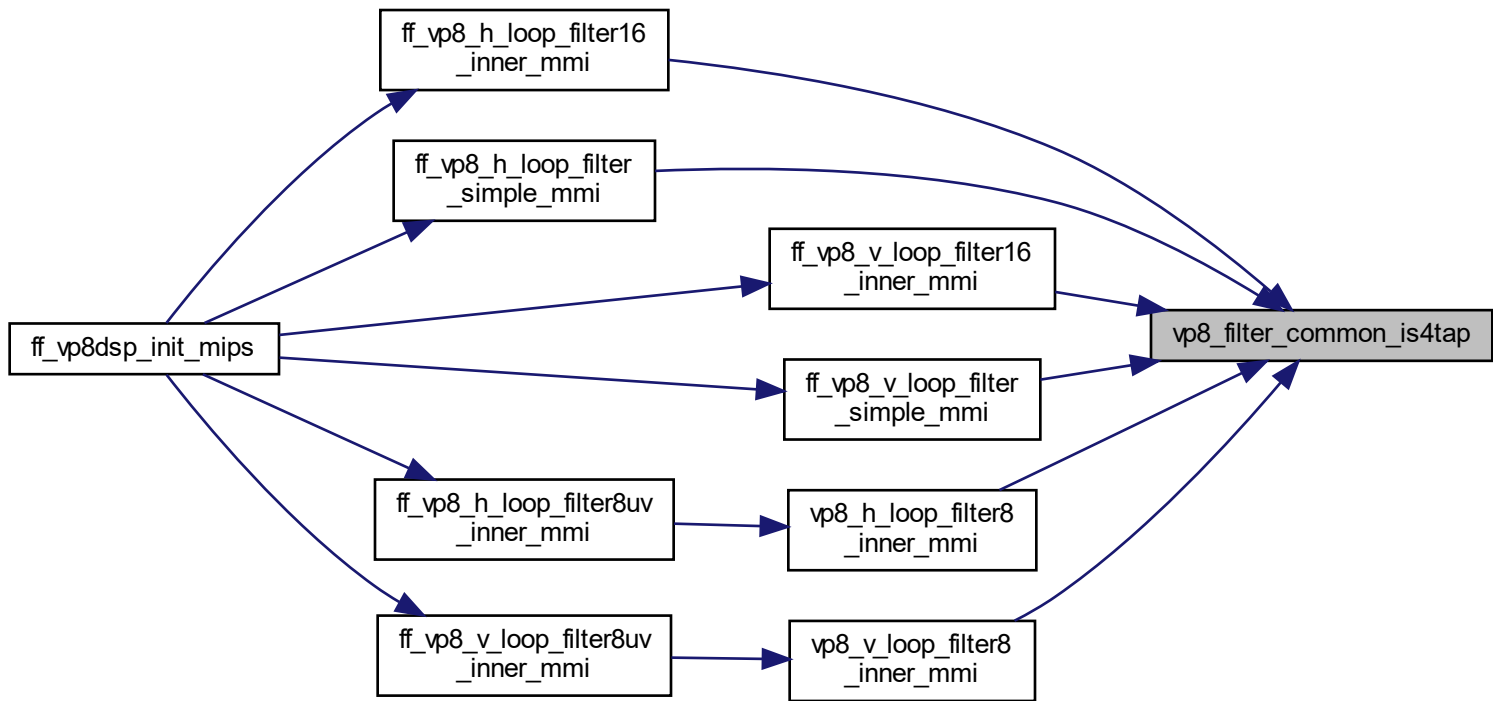 ff_vp8_h_loop_filter16
_inner_mmi
ff_vp8_h_loop_filter
_simple_mmi
ff_vp8_v_loop_filter16
_inner_mmi
vp8_filter_common_is4tap
ff_vp8dsp_init_mips
ff_vp8_v_loop_filter
_simple_mmi
ff_vp8_h_loop_filter8uv
_inner_mmi
vp8_h_loop_filter8
_inner_mmi
ff_vp8_v_loop_filter8uv
_inner_mmi
vp8_v_loop_filter8
_inner_mmi